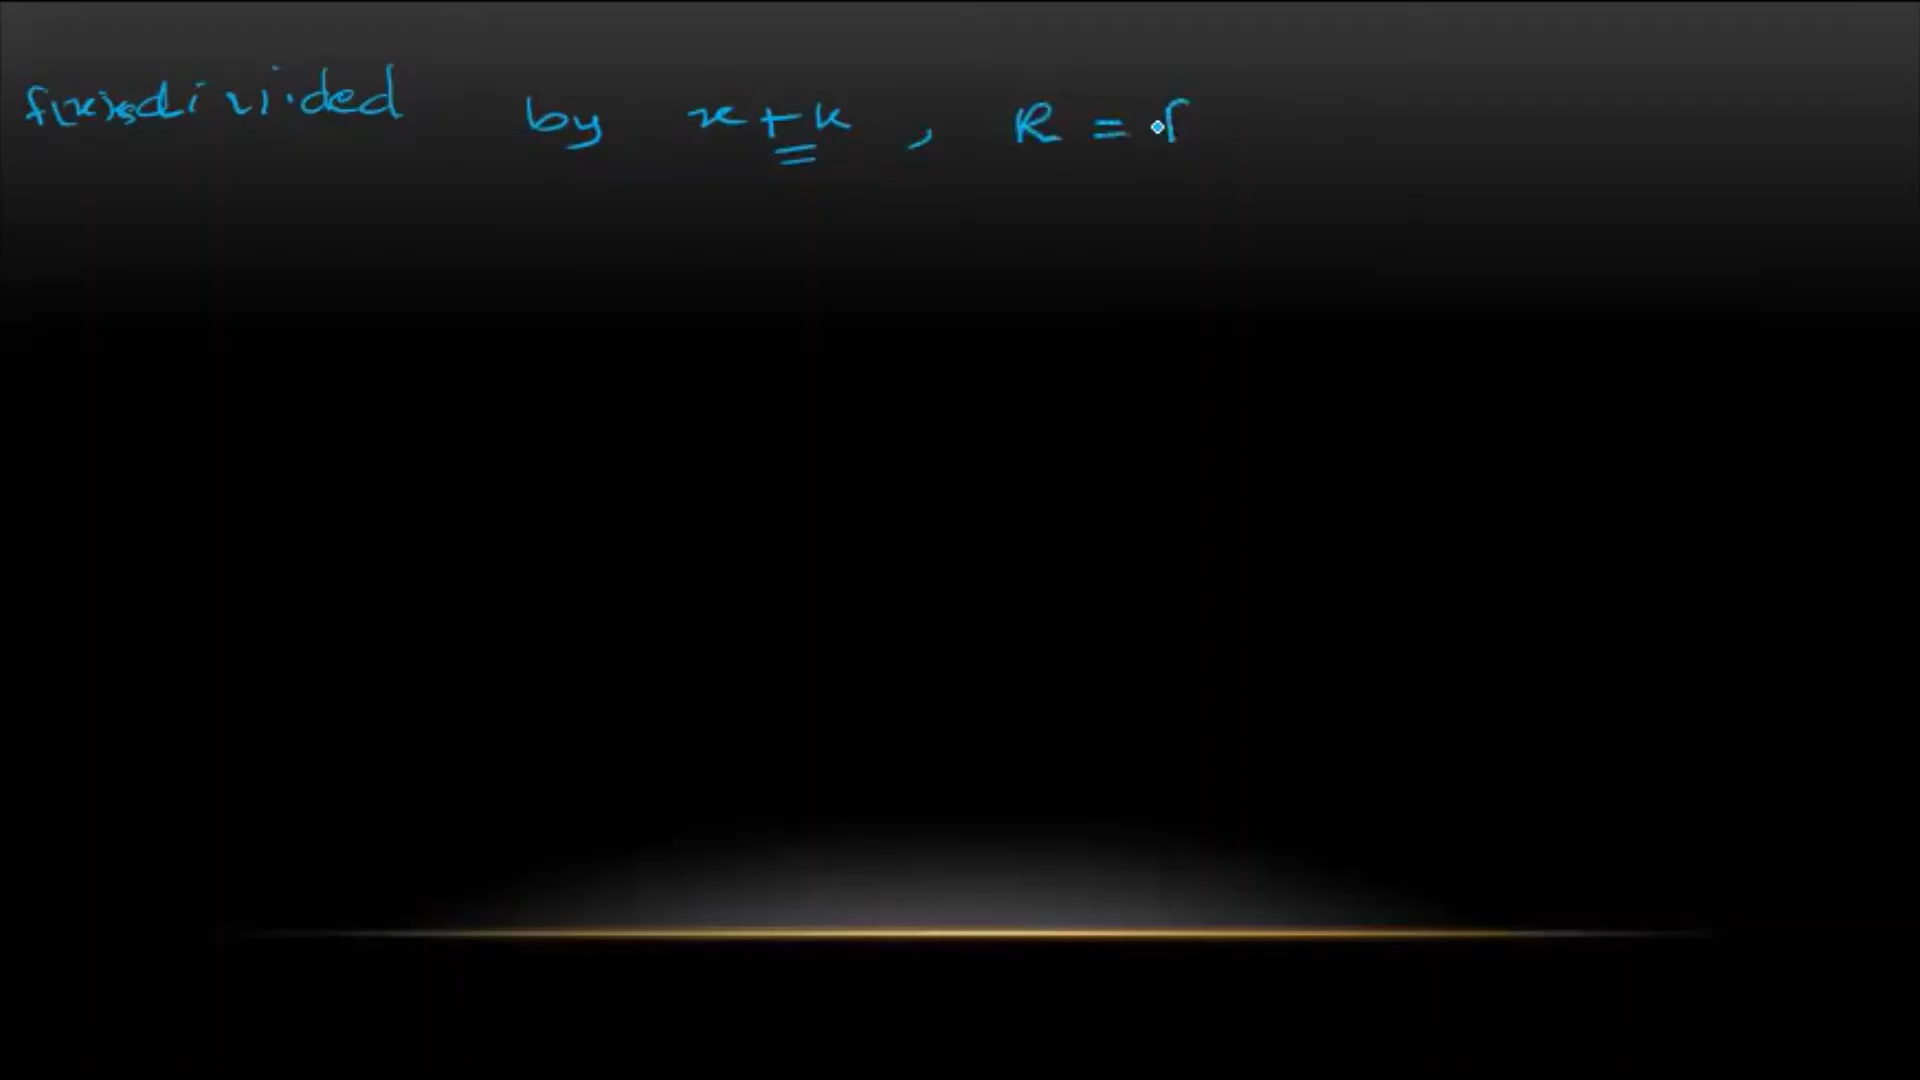 f(x) is divided by x + k , R = f